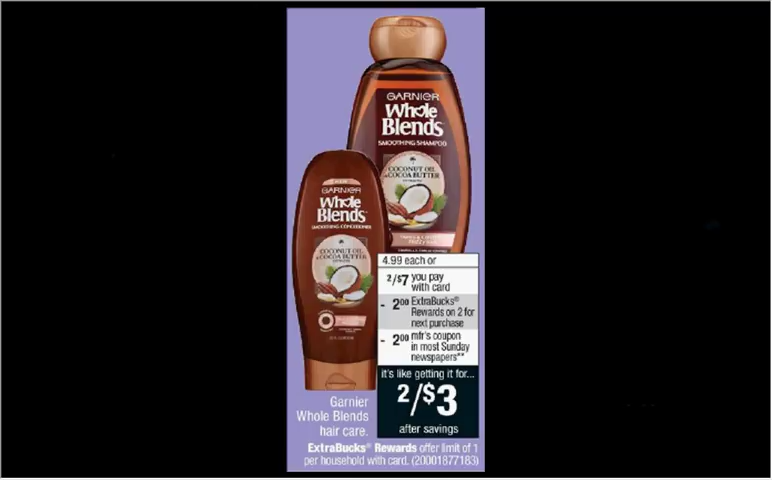 GARNIER
Whole
Blends
SMOOTHING SHAMPOO
COCONUT OIL
& COCOA BUTTER
GARNIER
Whole
Blends
SMOOTHING CONDITIONER
COCONUT OIL
& COCOA BUTTER
4.99 each or
2/$7 you pay
with card
- 2.00 ExtraBucks®
Rewards on 2 for
next purchase
- 2.00 mfr's coupon
in most Sunday
newspapers**
it's like getting it for...
2/$3
after savings
Garnier
Whole Blends
hair care.
ExtraBucks® Rewards offer limit of 1
per household with card. (20001877183)